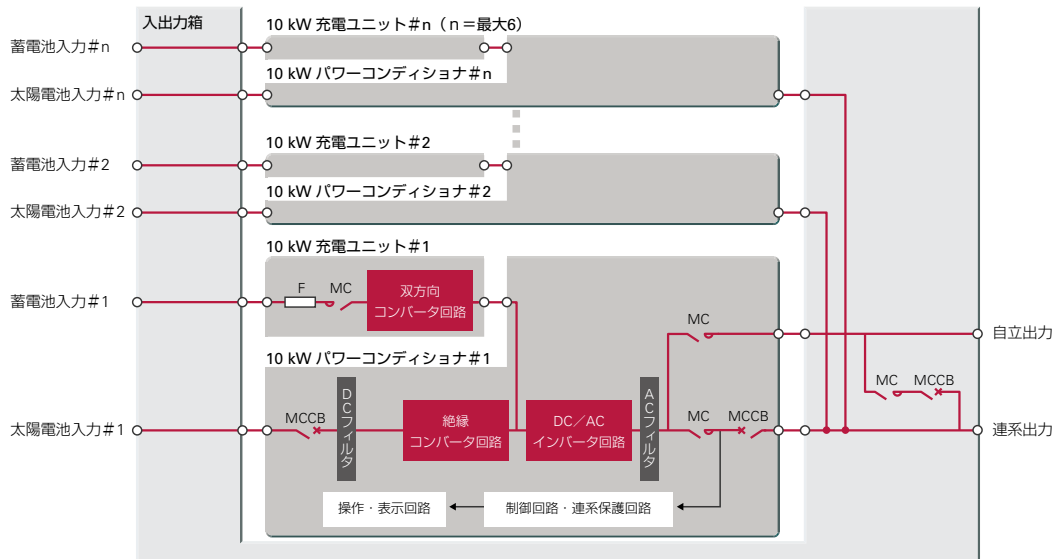 入出力箱
10 kW 充電ユニット#n（n＝最大6）
蓄電池入力#n
10 kW パワーコンディショナ#n
太陽電池入力#n
10 kW 充電ユニット#2
蓄電池入力#2
10 kW パワーコンディショナ#2
太陽電池入力#2
10 kW 充電ユニット#1
蓄電池入力#1
F
MC
双方向
コンバータ回路
MC
自立出力
10 kW パワーコンディショナ#1
MC
MCCB
太陽電池入力#1
MCCB
DCフィルタ
絶縁
コンバータ回路
DC／AC
インバータ回路
ACフィルタ
MC
MCCB
連系出力
操作・表示回路
制御回路・連系保護回路